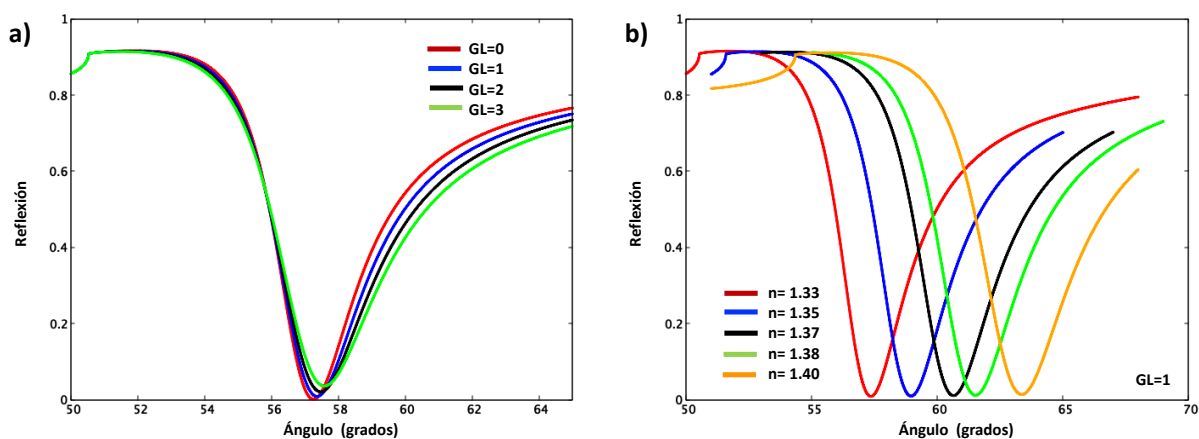 a)
GL=0
GL=1
GL=2
GL=3
Reflexión
1
0.8
0.6
0.4
0.2
0
50 52 54 56 58 60 62 64
Ángulo (grados)
b)
n= 1.33
n= 1.35
n= 1.37
n= 1.38
n= 1.40
GL=1
Reflexión
1
0.8
0.6
0.4
0.2
0
50 55 60 65 70
Ángulo (grados)